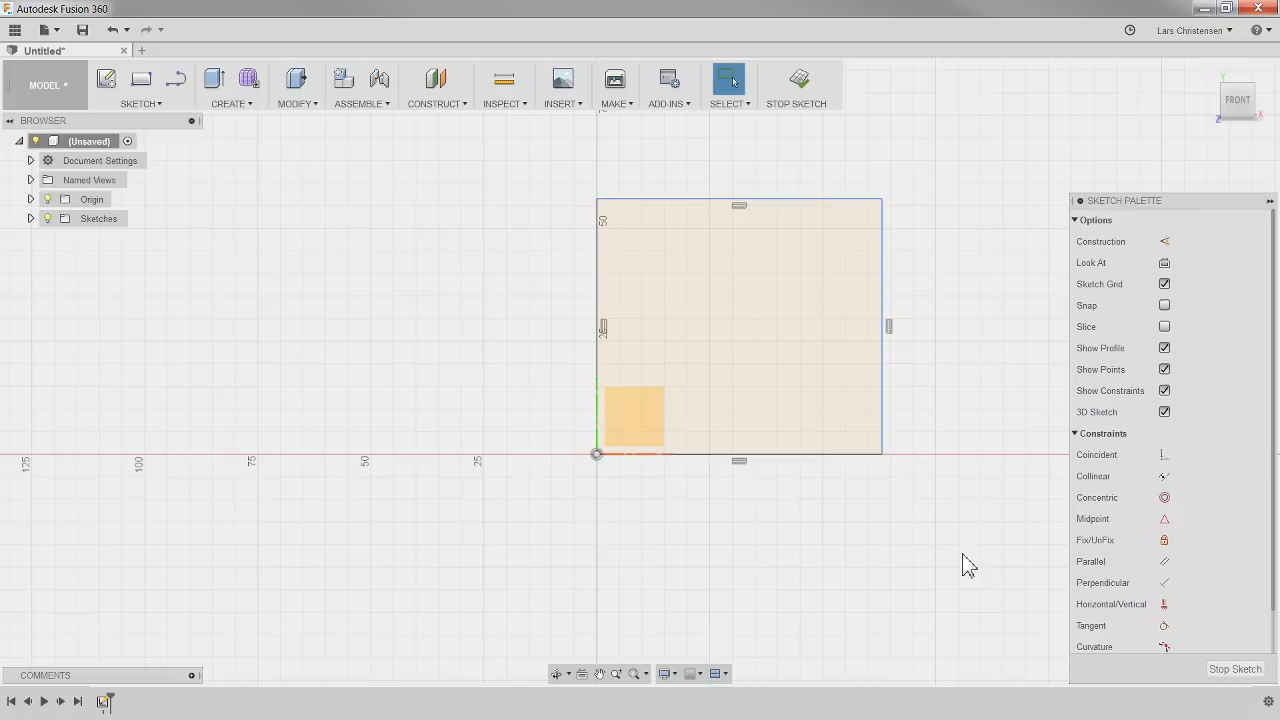 Autodesk Fusion 360
Lars Christensen
Untitled*
MODEL
SKETCH
CREATE
MODIFY
ASSEMBLE
CONSTRUCT
INSPECT
INSERT
MAKE
ADD-INS
SELECT
STOP SKETCH
Y
FRONT
X
Z
BROWSER
(Unsaved)
Document Settings
Named Views
Origin
Sketches
50
25
125
100
75
50
25
SKETCH PALETTE
Options
Construction
Look At
Sketch Grid
Snap
Slice
Show Profile
Show Points
Show Constraints
3D Sketch
Constraints
Coincident
Collinear
Concentric
Midpoint
Fix/UnFix
Parallel
Perpendicular
Horizontal/Vertical
Tangent
Curvature
Stop Sketch
COMMENTS